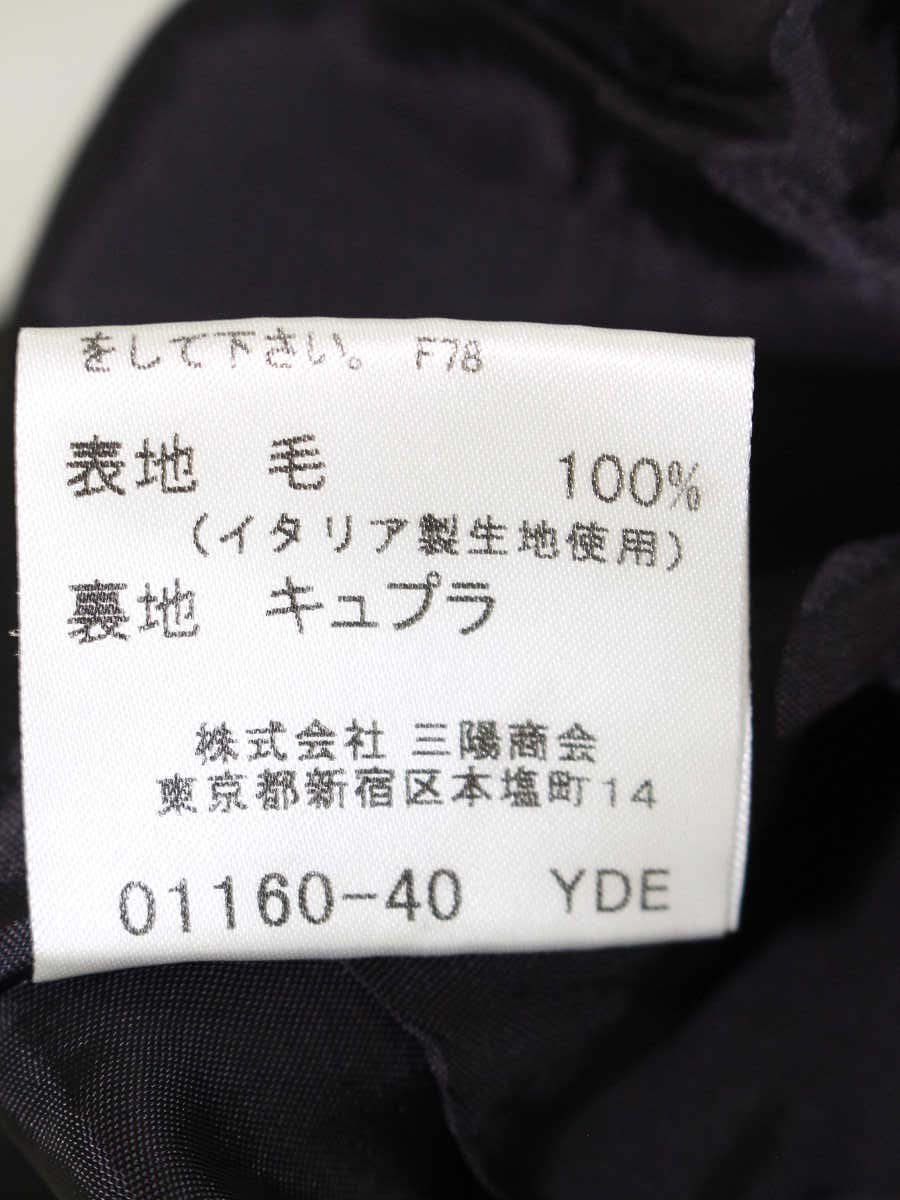 をして下さい。 F78
表地 毛 100%
(イタリア製生地使用)
裏地 キュプラ
株式会社 三陽商会
東京都新宿区本塩町14
01160-40 YDE